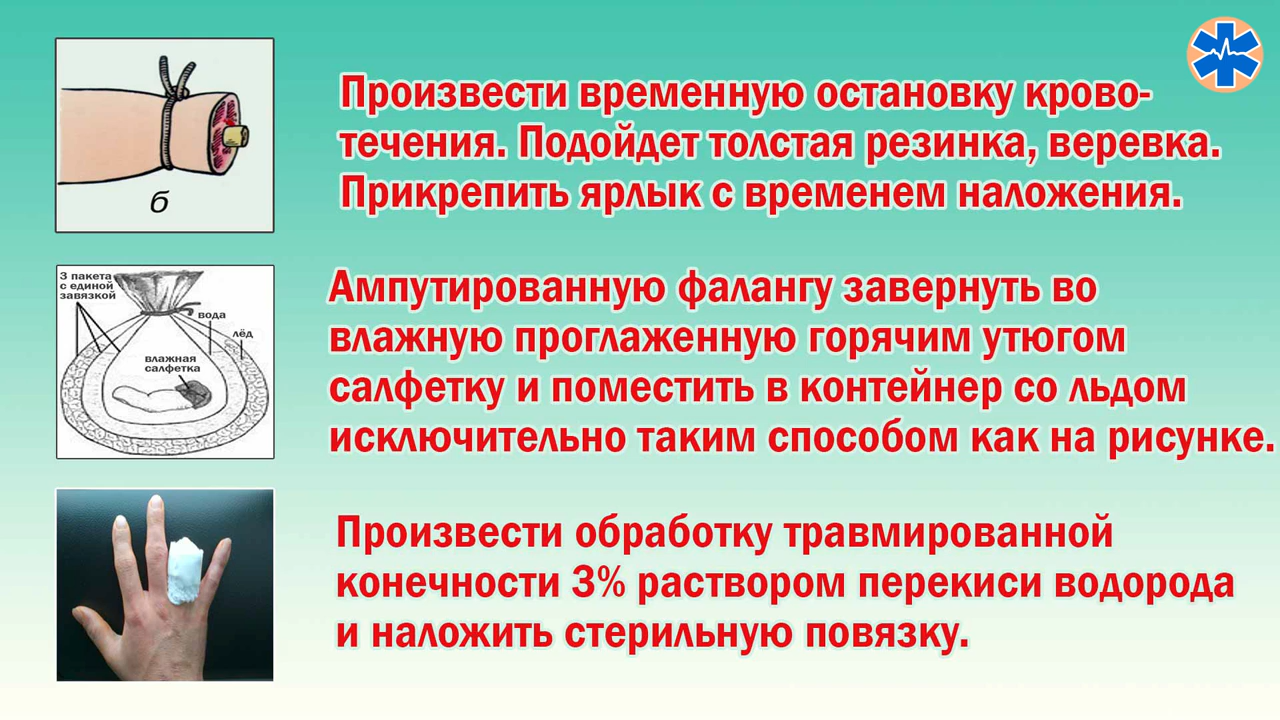 б
Произвести временную остановку крово-
течения. Подойдет толстая резинка, веревка.
Прикрепить ярлык с временем наложения.
3 пакета
с единой
завязкой
вода
лёд
влажная
салфетка
Ампутированную фалангу завернуть во
влажную проглаженную горячим утюгом
салфетку и поместить в контейнер со льдом
исключительно таким способом как на рисунке.
Произвести обработку травмированной
конечности 3% раствором перекиси водорода
и наложить стерильную повязку.